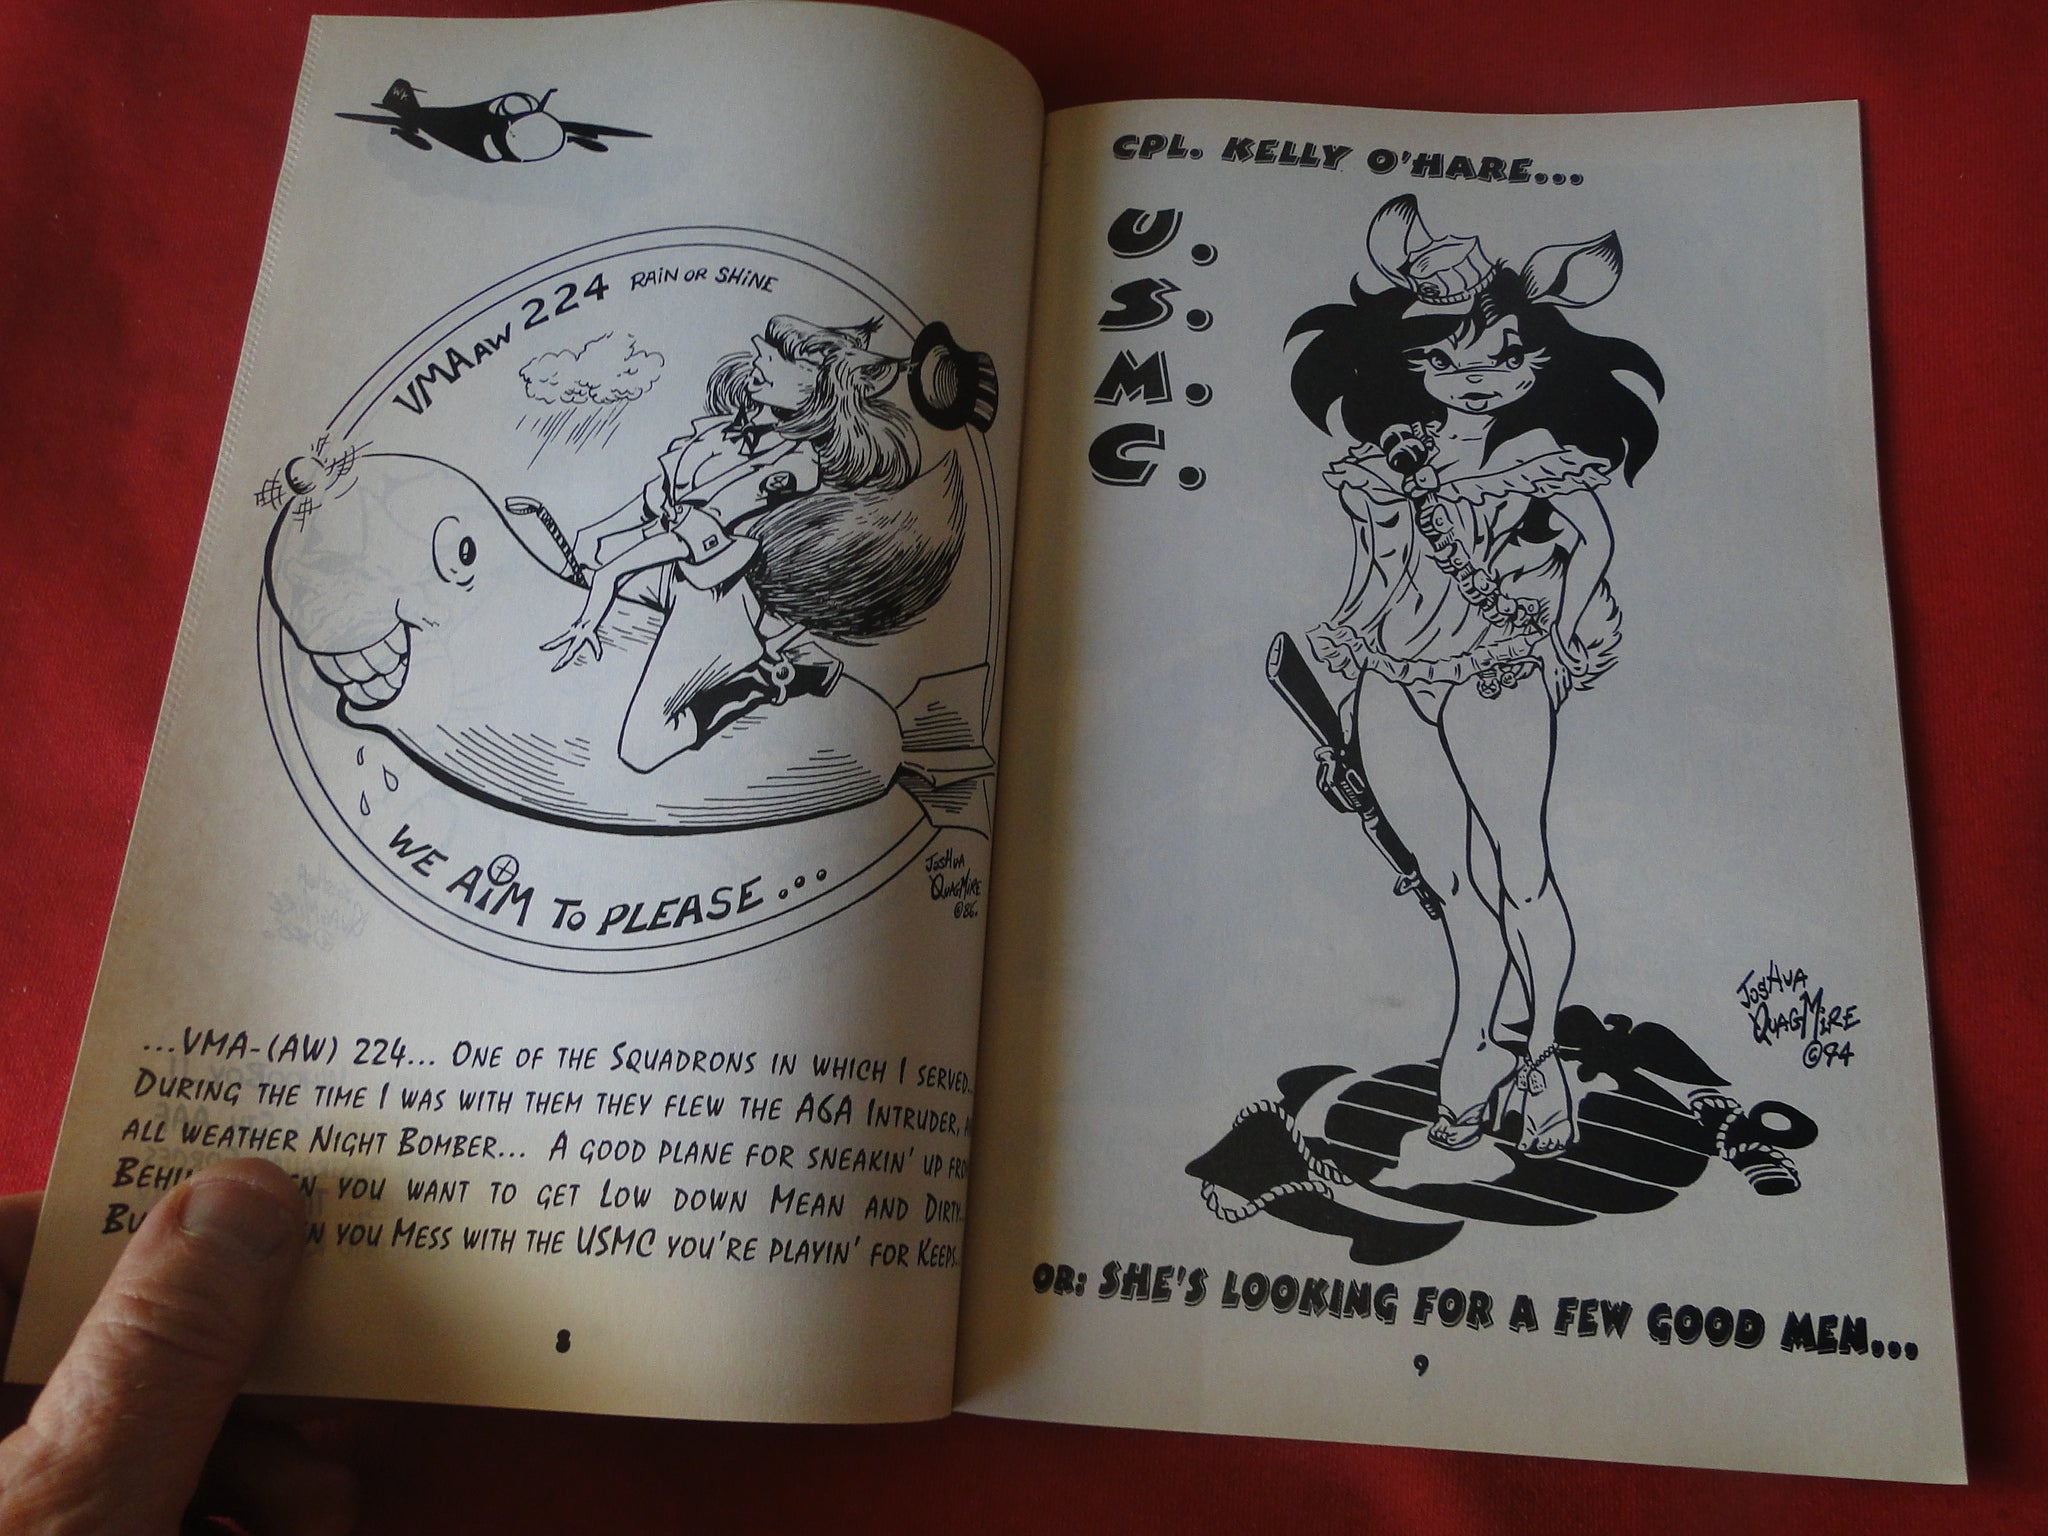 WK
VMAAW 224 RAIN OR SHINE
WE AIM TO PLEASE...
JOSHUA
QUAGMIRE
©86.
...VMA-(AW) 224... ONE OF THE SQUADRONS IN WHICH I SERVED...
DURING THE TIME I WAS WITH THEM THEY FLEW THE A6A INTRUDER,
ALL WEATHER NIGHT BOMBER... A GOOD PLANE FOR SNEAKIN' UP
YOU WANT TO GET LOW DOWN MEAN AND DIRTY...
YOU MESS WITH THE USMC YOU'RE PLAYIN' FOR KEEPS...
8
CPL. KELLY O'HARE...
U.
S.
M.
C.
JOSHUA
QUAGMIRE
©94
OR: SHE'S LOOKING FOR A FEW GOOD MEN...
9